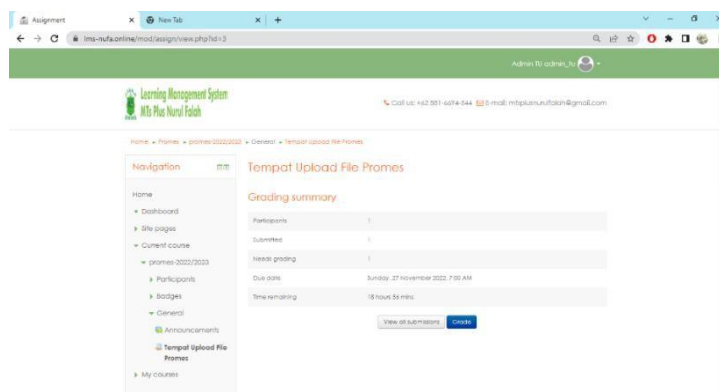 Assignment
New Tab
lms-nufa.online/mod/assign/view.php?id=3
Admin TU admin_tu
Learning Management System
MTs Plus Nurul Falah
Call us: +62 881-6694-544 E-mail: mtsplusnurulfalah@gmail.com
Home Promes promes-2022/2023 General Tempat Upload File Promes
Navigation
Tempat Upload File Promes
Home
Dashboard
Site pages
Current course
promes-2022/2023
Participants
Badges
General
Announcements
Tempat Upload File
Promes
My courses
Grading summary
Participants 1
Submitted 1
Needs grading 1
Due date Sunday, 27 November 2022, 7:00 AM
Time remaining 18 hours 56 mins
View all submissions Grade